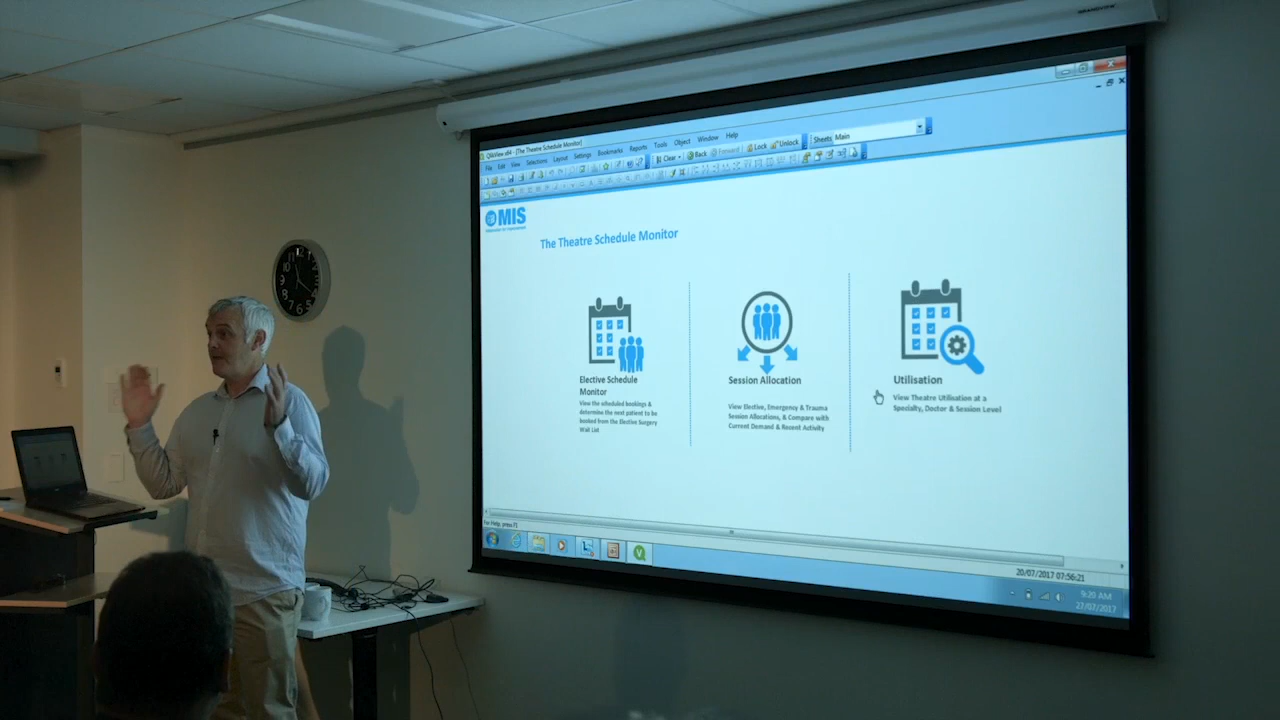 QlikView x64 - [The Theatre Schedule Monitor]
File Edit View Selections Layout Settings Bookmarks Reports Tools Object Window Help
Clear Back Forward Lock Unlock Sheets Main
MIS
The Theatre Schedule Monitor
Elective Schedule
Monitor
View the scheduled bookings &
determine the next patient to be
booked from the Elective Surgery
Wait List
Session Allocation
View Elective, Emergency & Trauma
Session Allocations, & Compare with
Current Demand & Recent Activity
Utilisation
View Theatre Utilisation at a
Specialty, Doctor & Session Level
For Help, press F1
20/07/2017 07:56:21
9:20 AM
27/07/2017